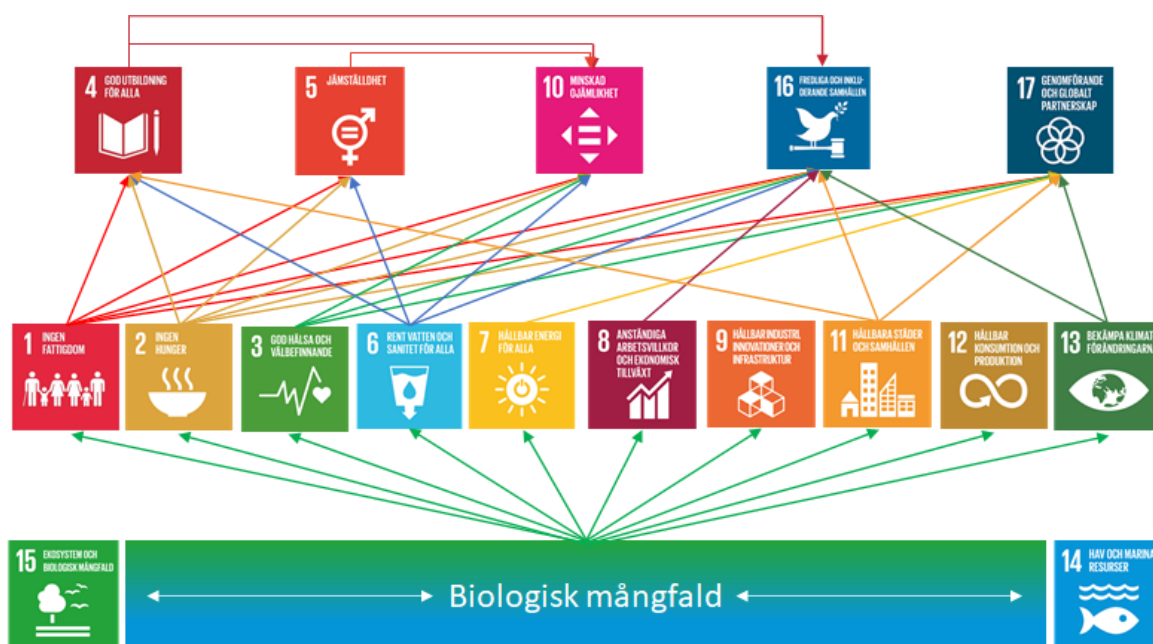 4 GOD UTBILDNING
FÖR ALLA
5 JÄMSTÄLLDHET
10 MINSKAD
OJÄMLIKHET
16 FREDLIGA OCH INKLU-
DERANDE SAMHÄLLEN
17 GENOMFÖRANDE
OCH GLOBALT
PARTNERSKAP
1 INGEN
FATTIGDOM
2 INGEN
HUNGER
3 GOD HÄLSA OCH
VÄLBEFINNANDE
6 RENT VATTEN OCH
SANITET FÖR ALLA
7 HÅLLBAR ENERGI
FÖR ALLA
8 ANSTÄNDIGA
ARBETSVILLKOR
OCH EKONOMISK
TILLVÄXT
9 HÅLLBAR INDUSTRI,
INNOVATIONER OCH
INFRASTRUKTUR
11 HÅLLBARA STÄDER
OCH SAMHÄLLEN
12 HÅLLBAR
KONSUMTION OCH
PRODUKTION
13 BEKÄMPA KLIMAT-
FÖRÄNDRINGARNA
15 EKOSYSTEM OCH
BIOLOGISK MÅNGFALD
Biologisk mångfald
14 HAV OCH MARINA
RESURSER